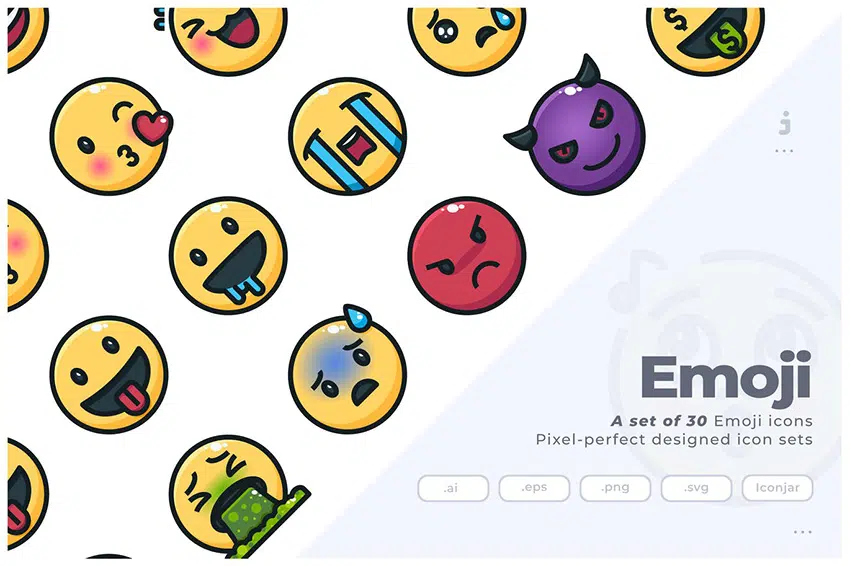 Emoji
A set of 30 Emoji icons
Pixel-perfect designed icon sets
.ai
.eps
.png
.svg
Iconjar